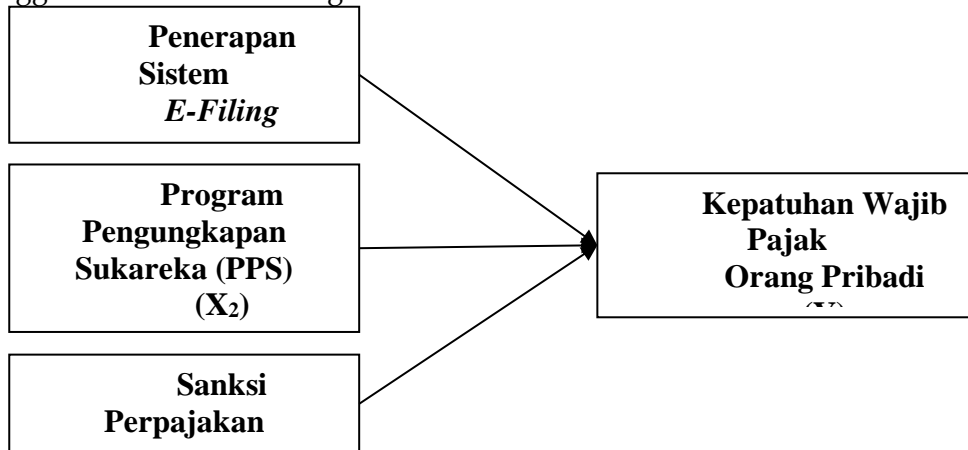 Penerapan
Sistem
E-Filing
Program
Pengungkapan
Sukareka (PPS)
(X₂)
Sanksi
Perpajakan
Kepatuhan Wajib
Pajak
Orang Pribadi